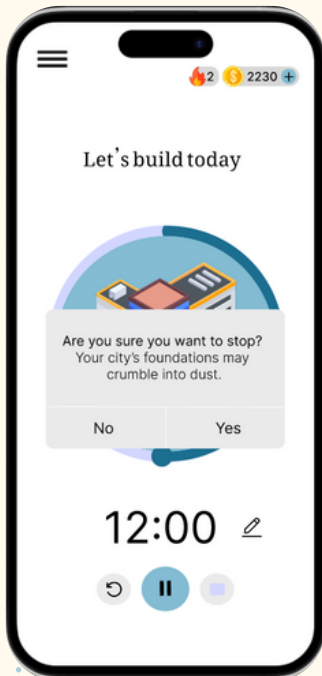 2 2230 +
Let's build today
Are you sure you want to stop?
Your city's foundations may
crumble into dust.
No Yes
12:00